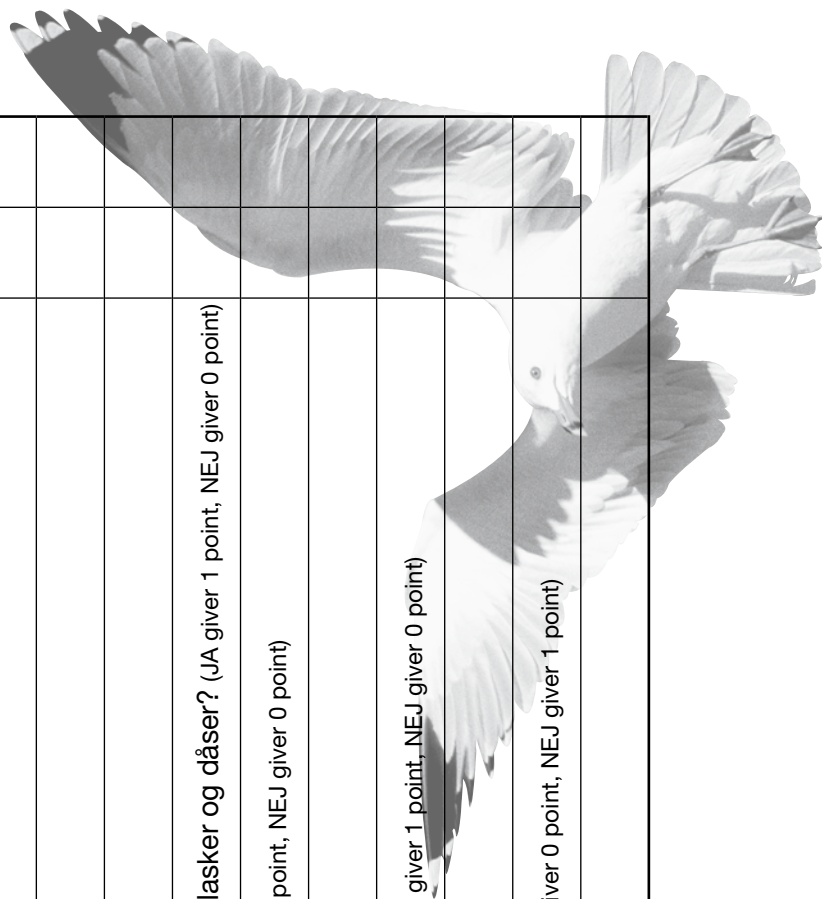 lasker og dåser? (JA giver 1 point, NEJ giver 0 point)
point, NEJ giver 0 point)
giver 1 point, NEJ giver 0 point)
iver 0 point, NEJ giver 1 point)